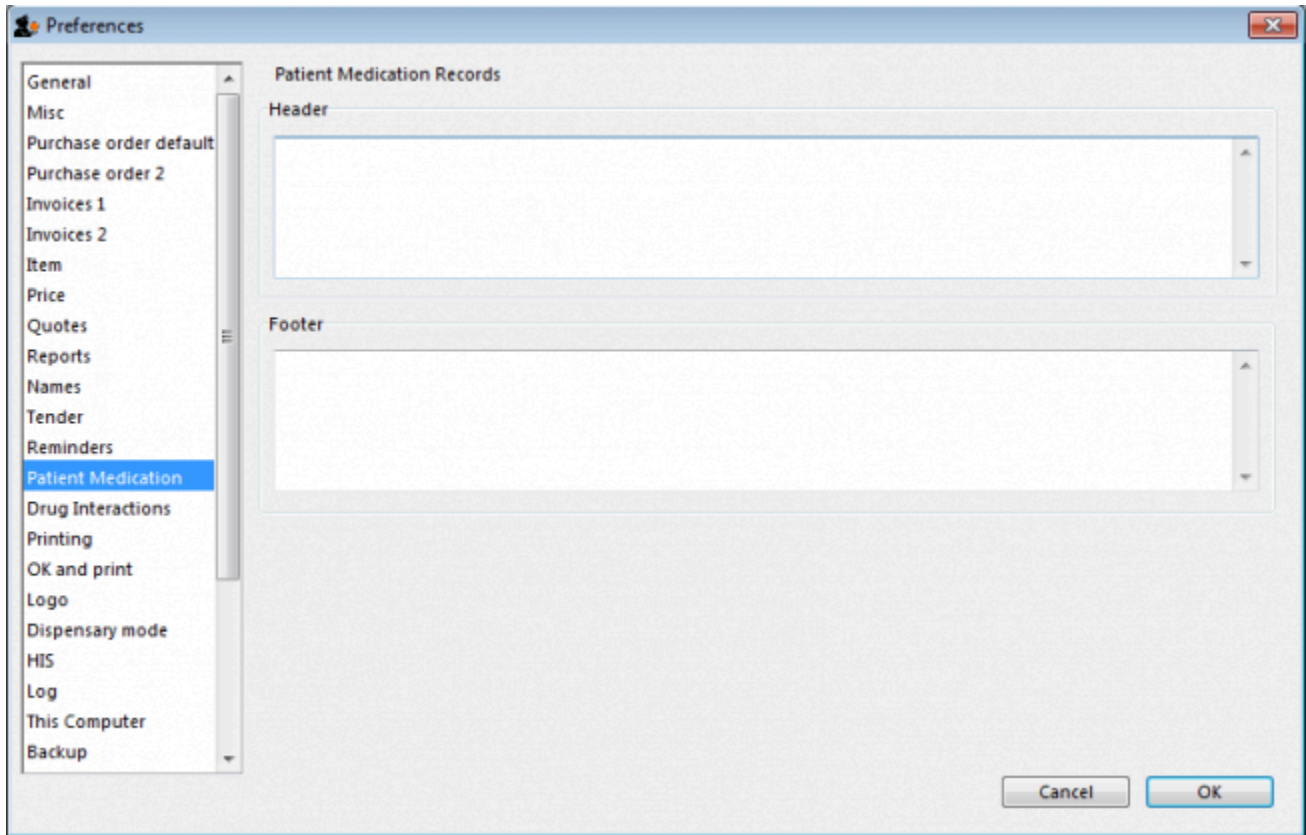 Preferences
General
Misc
Purchase order default
Purchase order 2
Invoices 1
Invoices 2
Item
Price
Quotes
Reports
Names
Tender
Reminders
Patient Medication
Drug Interactions
Printing
OK and print
Logo
Dispensary mode
HIS
Log
This Computer
Backup
Patient Medication Records
Header
Footer
Cancel
OK